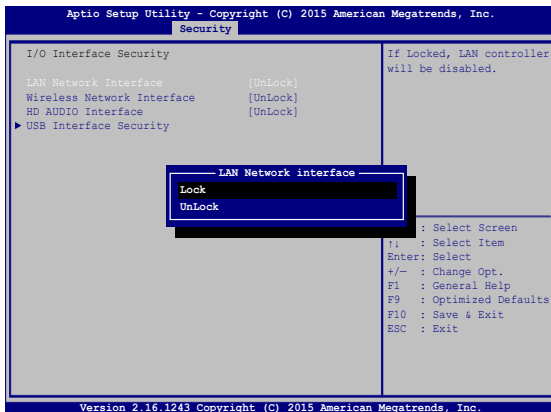 Aptio Setup Utility - Copyright (C) 2015 American Megatrends, Inc.
Security
I/O Interface Security
LAN Network Interface [UnLock]
Wireless Network Interface [UnLock]
HD AUDIO Interface [UnLock]
USB Interface Security
If Locked, LAN controller
will be disabled.
LAN Network interface
Lock
UnLock
: Select Screen
↑↓ : Select Item
Enter: Select
+/— : Change Opt.
F1 : General Help
F9 : Optimized Defaults
F10 : Save & Exit
ESC : Exit
Version 2.16.1243 Copyright (C) 2015 American Megatrends, Inc.